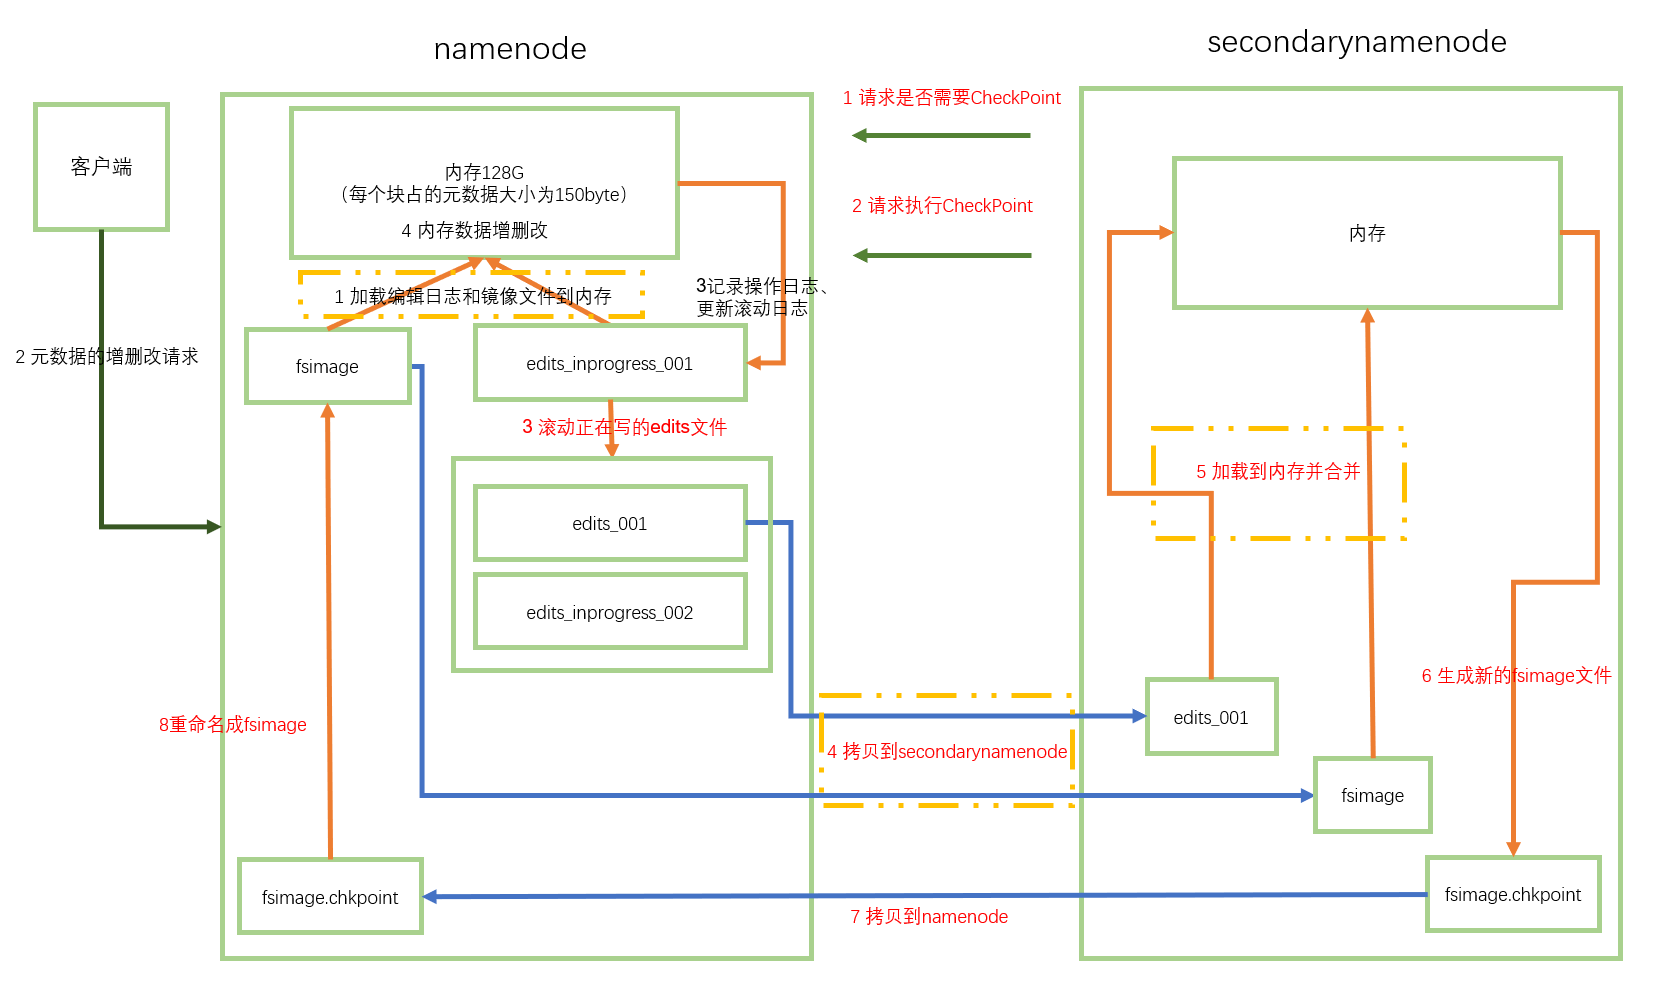 namenode
secondarynamenode
客户端
内存128G
（每个块占的元数据大小为150byte）
4 内存数据增删改
1 请求是否需要CheckPoint
2 请求执行CheckPoint
内存
1 加载编辑日志和镜像文件到内存
3记录操作日志、
更新滚动日志
2 元数据的增删改请求
fsimage
edits_inprogress_001
3 滚动正在写的edits文件
edits_001
edits_inprogress_002
5 加载到内存并合并
6 生成新的fsimage文件
8重命名成fsimage
4 拷贝到secondarynamenode
edits_001
fsimage
fsimage.chkpoint
7 拷贝到namenode
fsimage.chkpoint